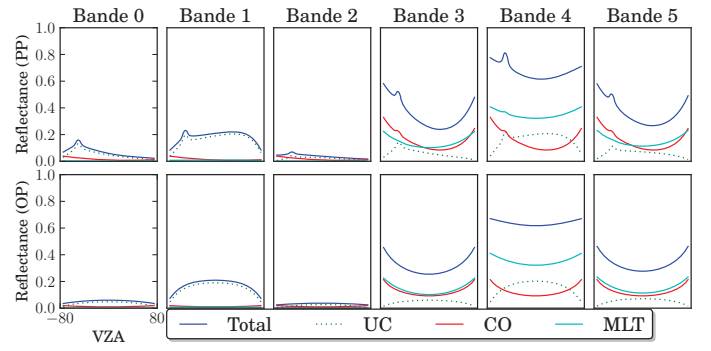 Bande 0 Bande 1 Bande 2 Bande 3 Bande 4 Bande 5
Reflectance (PP)
1.0
0.8
0.6
0.4
0.2
0.0
Reflectance (OP)
1.0
0.8
0.6
0.4
0.2
0.0
−80 80
VZA
Total UC CO MLT